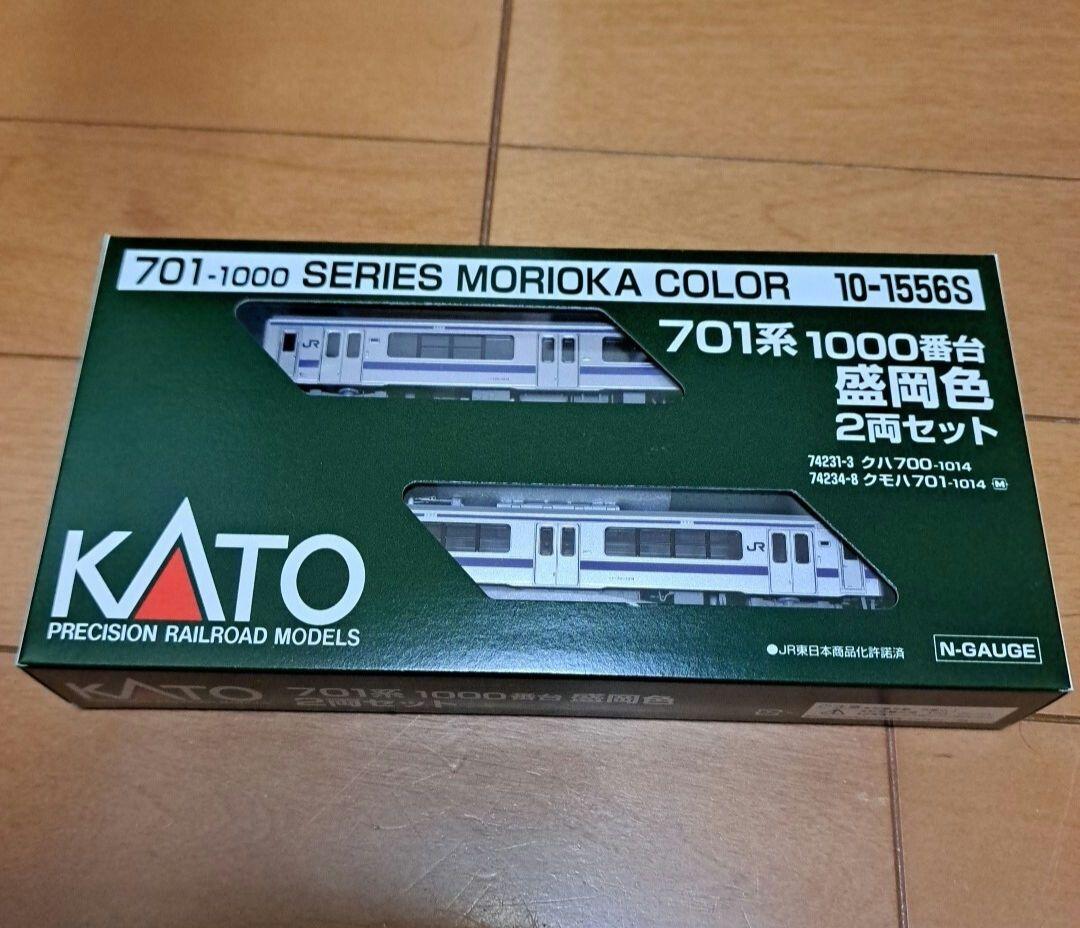 701-1000 SERIES MORIOKA COLOR 10-1556S
701系 1000番台
盛岡色
2両セット
74231-3 クハ700-1014
74234-8 クモハ701-1014 M
JR
JR
KATO
PRECISION RAILROAD MODELS
●JR東日本商品化許諾済
N-GAUGE
KATO 701系 1000番台 盛岡色
2両セット